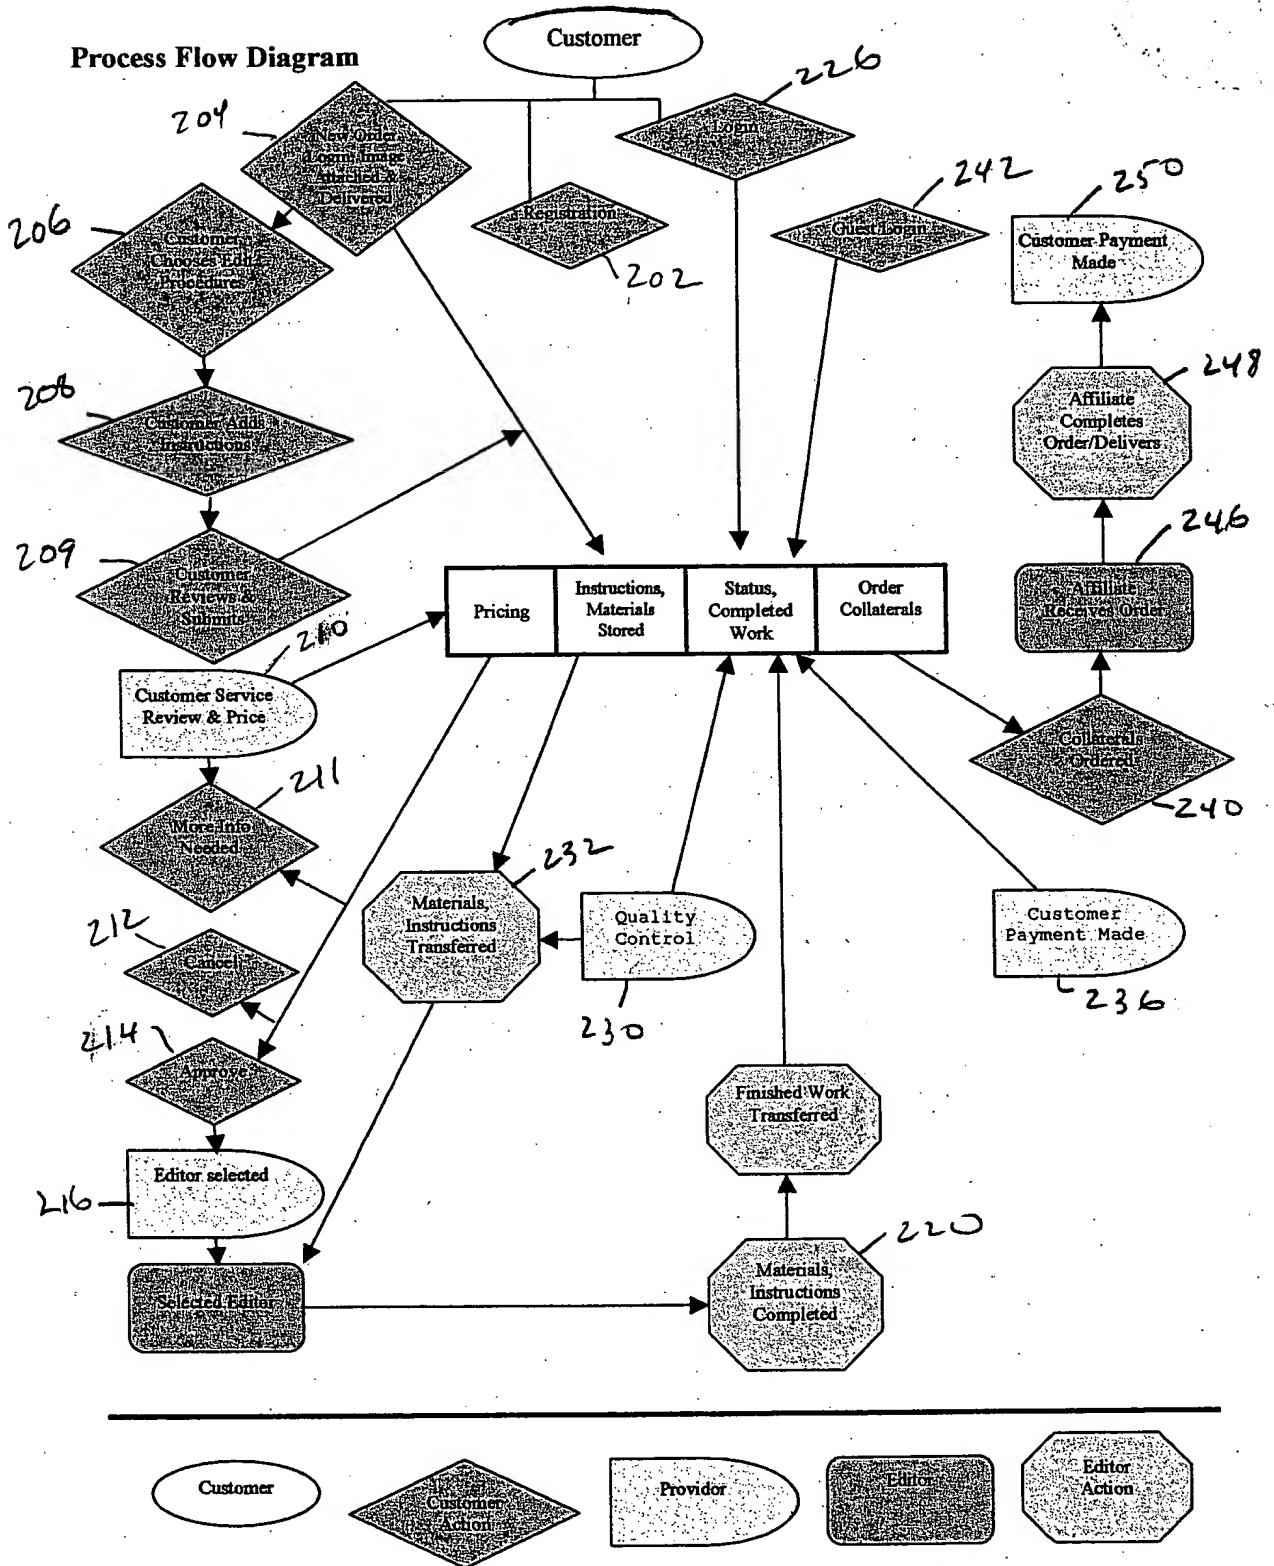 Process Flow Diagram
Customer
226
204
New Order
Login, Image
Attached &
Delivered
Login
242
250
206
Customer
Chooses Edit
Procedures
Registration
202
Guest Login
Customer Payment
Made
248
208
Customer Adds
Instructions
Affiliate
Completes
Order/Delivers
209
Customer
Reviews &
Submits
246
Affiliate
Receives Order
Pricing
Instructions,
Materials
Stored
Status,
Completed
Work
Order
Collaterals
210
Customer Service
Review & Price
211
More Info
Needed
Collaterals
Ordered
240
232
Materials,
Instructions
Transferred
Quality
Control
230
Customer
Payment Made
236
212
Cancel
214
Approve
Finished Work
Transferred
216
Editor selected
220
Selected Editor
Materials,
Instructions
Completed
Customer
Customer
Action
Providor
Editor
Editor
Action